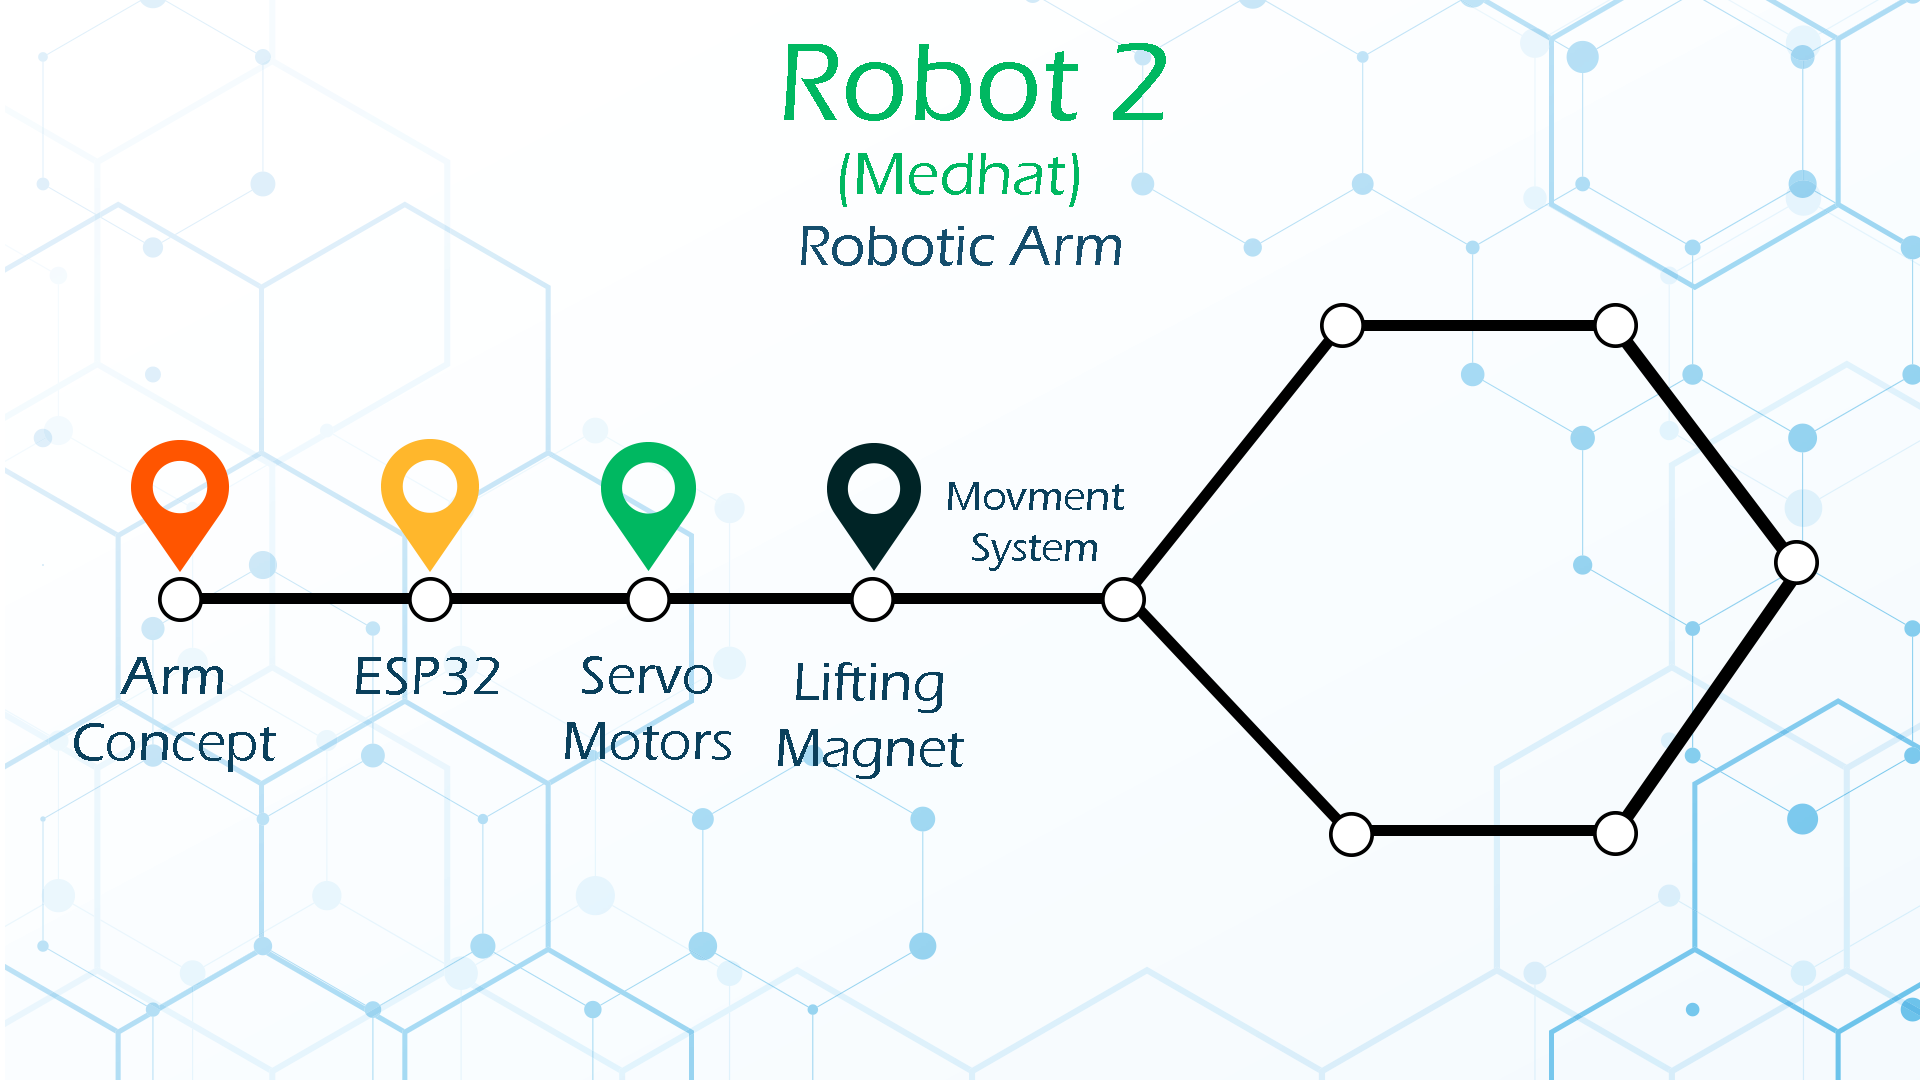 Robot 2
(Medhat)
Robotic Arm
Movment
System
Arm
Concept
ESP32
Servo
Motors
Lifting
Magnet